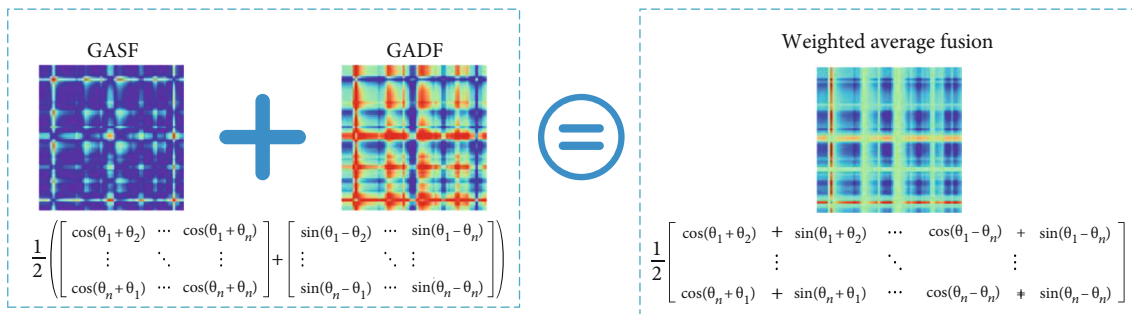 GASF GADF
Weighted average fusion
1/2 ( [ cos(θ₁+θ₂) ⋯ cos(θ₁+θₙ)
⋮ ⋱ ⋮
cos(θₙ+θ₁) ⋯ cos(θₙ+θₙ) ] + [ sin(θ₁−θ₂) ⋯ sin(θ₁−θₙ)
⋮ ⋱ ⋮
sin(θₙ−θ₁) ⋯ sin(θₙ−θₙ) ] )
1/2 [ cos(θ₁+θ₂) + sin(θ₁+θ₂) ⋯ cos(θ₁−θₙ) + sin(θ₁−θₙ)
⋮ ⋱ ⋮
cos(θₙ+θ₁) + sin(θₙ+θ₁) ⋯ cos(θₙ−θₙ) + sin(θₙ−θₙ) ]